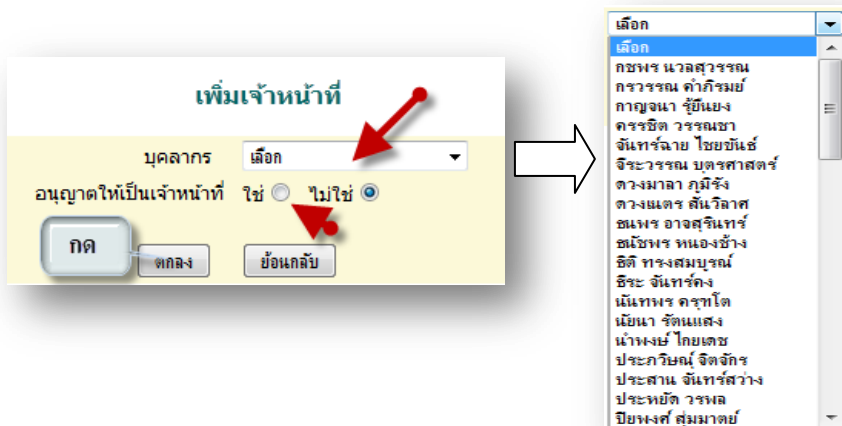 เพิ่มเจ้าหน้าที่
บุคลากร เลือก
อนุญาตให้เป็นเจ้าหน้าที่ ใช่ ไม่ใช่
กด
ตกลง ย้อนกลับ
เลือก
เลือก
กชพร นวลสุวรรณ
กรวรรณ คำภิรมย์
กาญจนา รู้ยืนยง
ครรชิต วรรณชา
จันทร์ฉาย ไชยขันธ์
จีระวรรณ บุตรศาสตร์
ดวงมาลา ภูมิรัง
ดวงเนตร สันวิลาศ
ธนพร อาจสุรินทร์
ธนัชพร หนองช้าง
ธิติ ทรงสมบูรณ์
ธีระ จันทร์คง
นันทพร ครุฑโต
นัยนา รัตนแสง
นำพงษ์ ไกยเดช
ประภวิษณุ์ จิตจักร
ประสาน จันทร์สว่าง
ประหยัด วรพล
ปิยพงศ์ สุ่มมาตย์